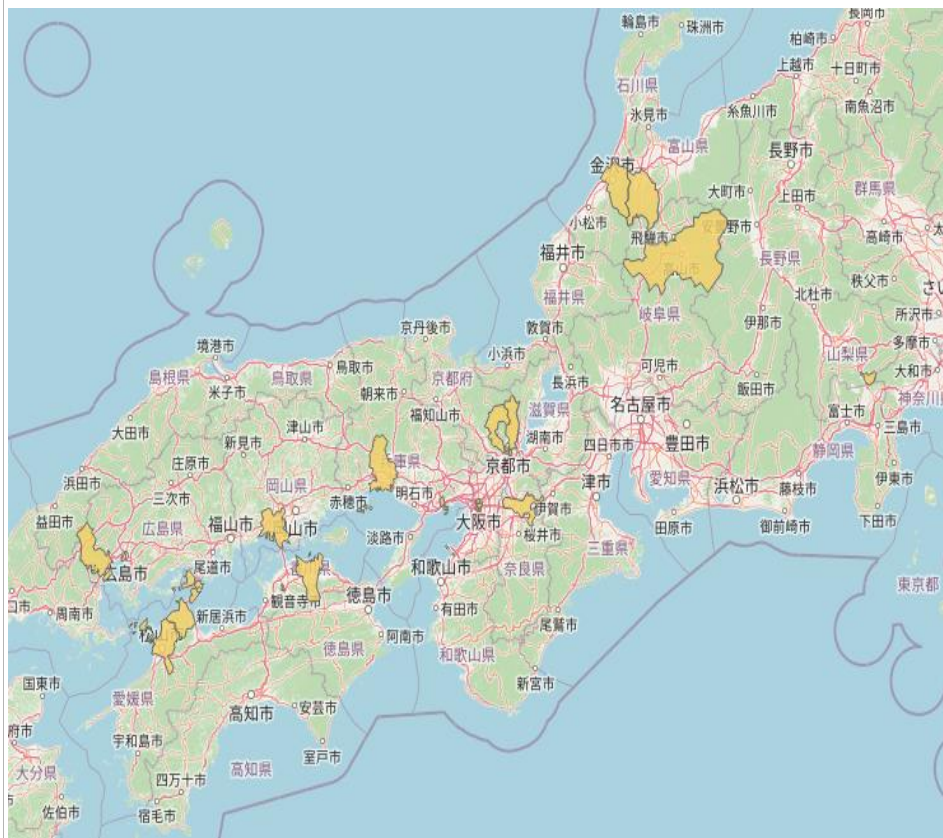 輪島市
珠洲市
長岡市
柏崎市
上越市
十日町市
石川県
糸魚川市
南魚沼市
氷見市
富山県
長野市
金沢市
大町市
上田市
群馬県
小松市
飛騨市
安曇野市
高崎市
福井市
高山市
長野県
秩父市
福井県
北杜市
岐阜県
伊那市
所沢市
京丹後市
敦賀市
多摩市
境港市
小浜市
山梨県
鳥取市
可児市
大和市
島根県
米子市
鳥取県
朝来市
京都府
長浜市
飯田市
神奈川県
福知山市
滋賀県
名古屋市
富士市
三島市
大田市
新見市
津山市
湖南市
四日市市
豊田市
静岡県
庄原市
京都市
伊東市
浜田市
岡山県
赤穂市
明石市
津市
愛知県
浜松市
藤枝市
三次市
大阪市
伊賀市
益田市
広島県
福山市
田原市
御前崎市
下田市
淡路市
桜井市
広島市
尾道市
和歌山市
奈良県
三重県
周南市
観音寺市
徳島市
東京都
新居浜市
有田市
尾鷲市
阿南市
徳島県
和歌山県
国東市
愛媛県
新宮市
高知市
安芸市
宇和島市
室戸市
大分県
四万十市
高知県
佐伯市
宿毛市